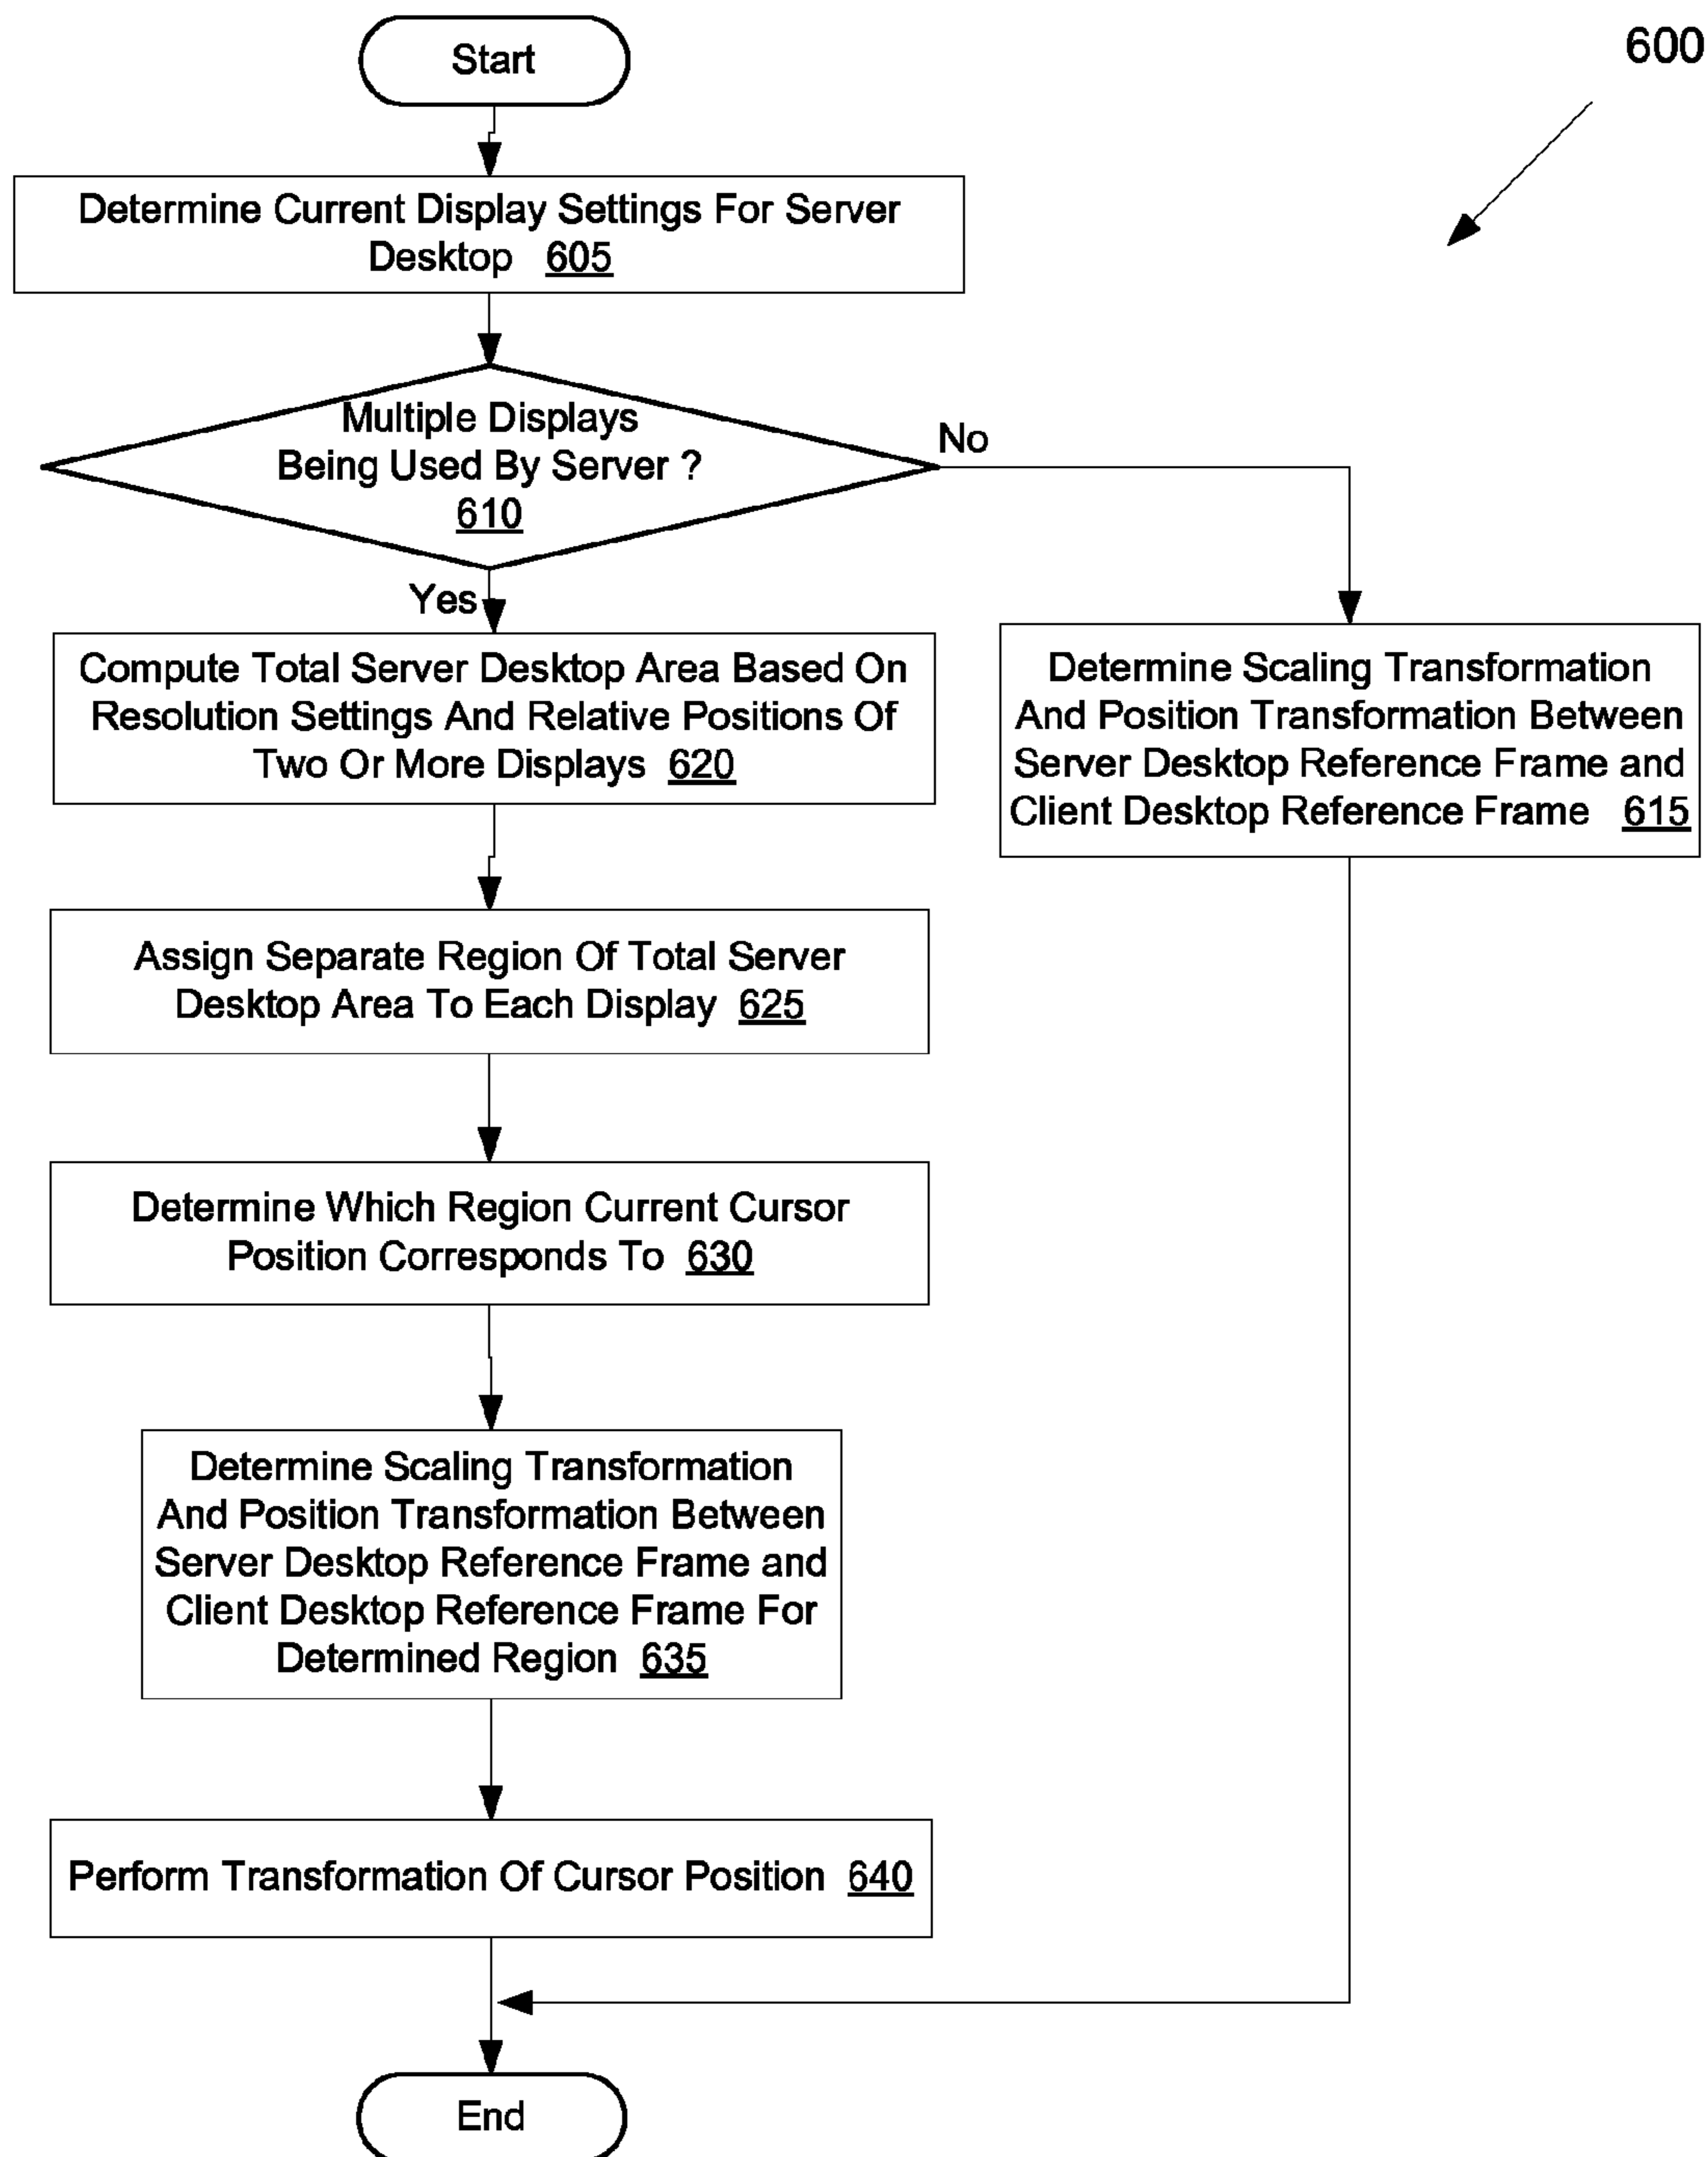 600
Start
Determine Current Display Settings For Server
Desktop 605
Multiple Displays
Being Used By Server ?
610
No
Yes
Compute Total Server Desktop Area Based On
Resolution Settings And Relative Positions Of
Two Or More Displays 620
Determine Scaling Transformation
And Position Transformation Between
Server Desktop Reference Frame and
Client Desktop Reference Frame 615
Assign Separate Region Of Total Server
Desktop Area To Each Display 625
Determine Which Region Current Cursor
Position Corresponds To 630
Determine Scaling Transformation
And Position Transformation Between
Server Desktop Reference Frame and
Client Desktop Reference Frame For
Determined Region 635
Perform Transformation Of Cursor Position 640
End